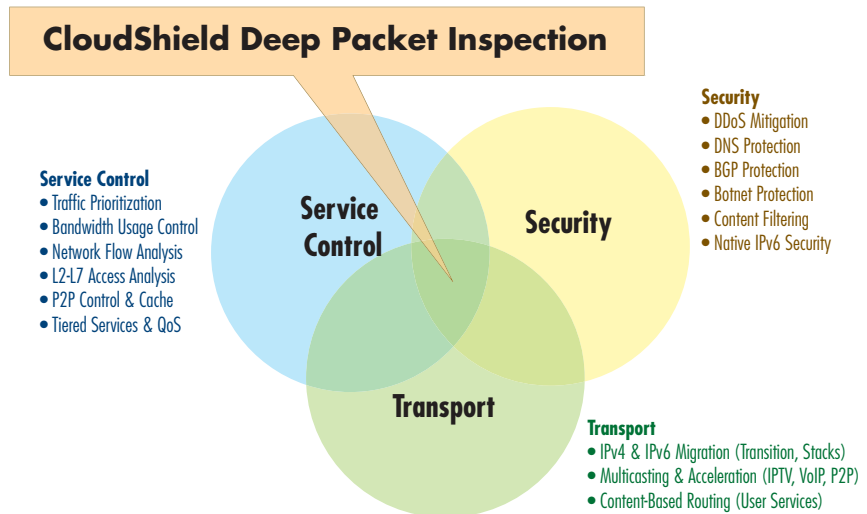 CloudShield Deep Packet Inspection
Service Control
• Traffic Prioritization
• Bandwidth Usage Control
• Network Flow Analysis
• L2-L7 Access Analysis
• P2P Control & Cache
• Tiered Services & QoS
Service
Control
Security
Transport
Security
• DDoS Mitigation
• DNS Protection
• BGP Protection
• Botnet Protection
• Content Filtering
• Native IPv6 Security
Transport
• IPv4 & IPv6 Migration (Transition, Stacks)
• Multicasting & Acceleration (IPTV, VoIP, P2P)
• Content-Based Routing (User Services)